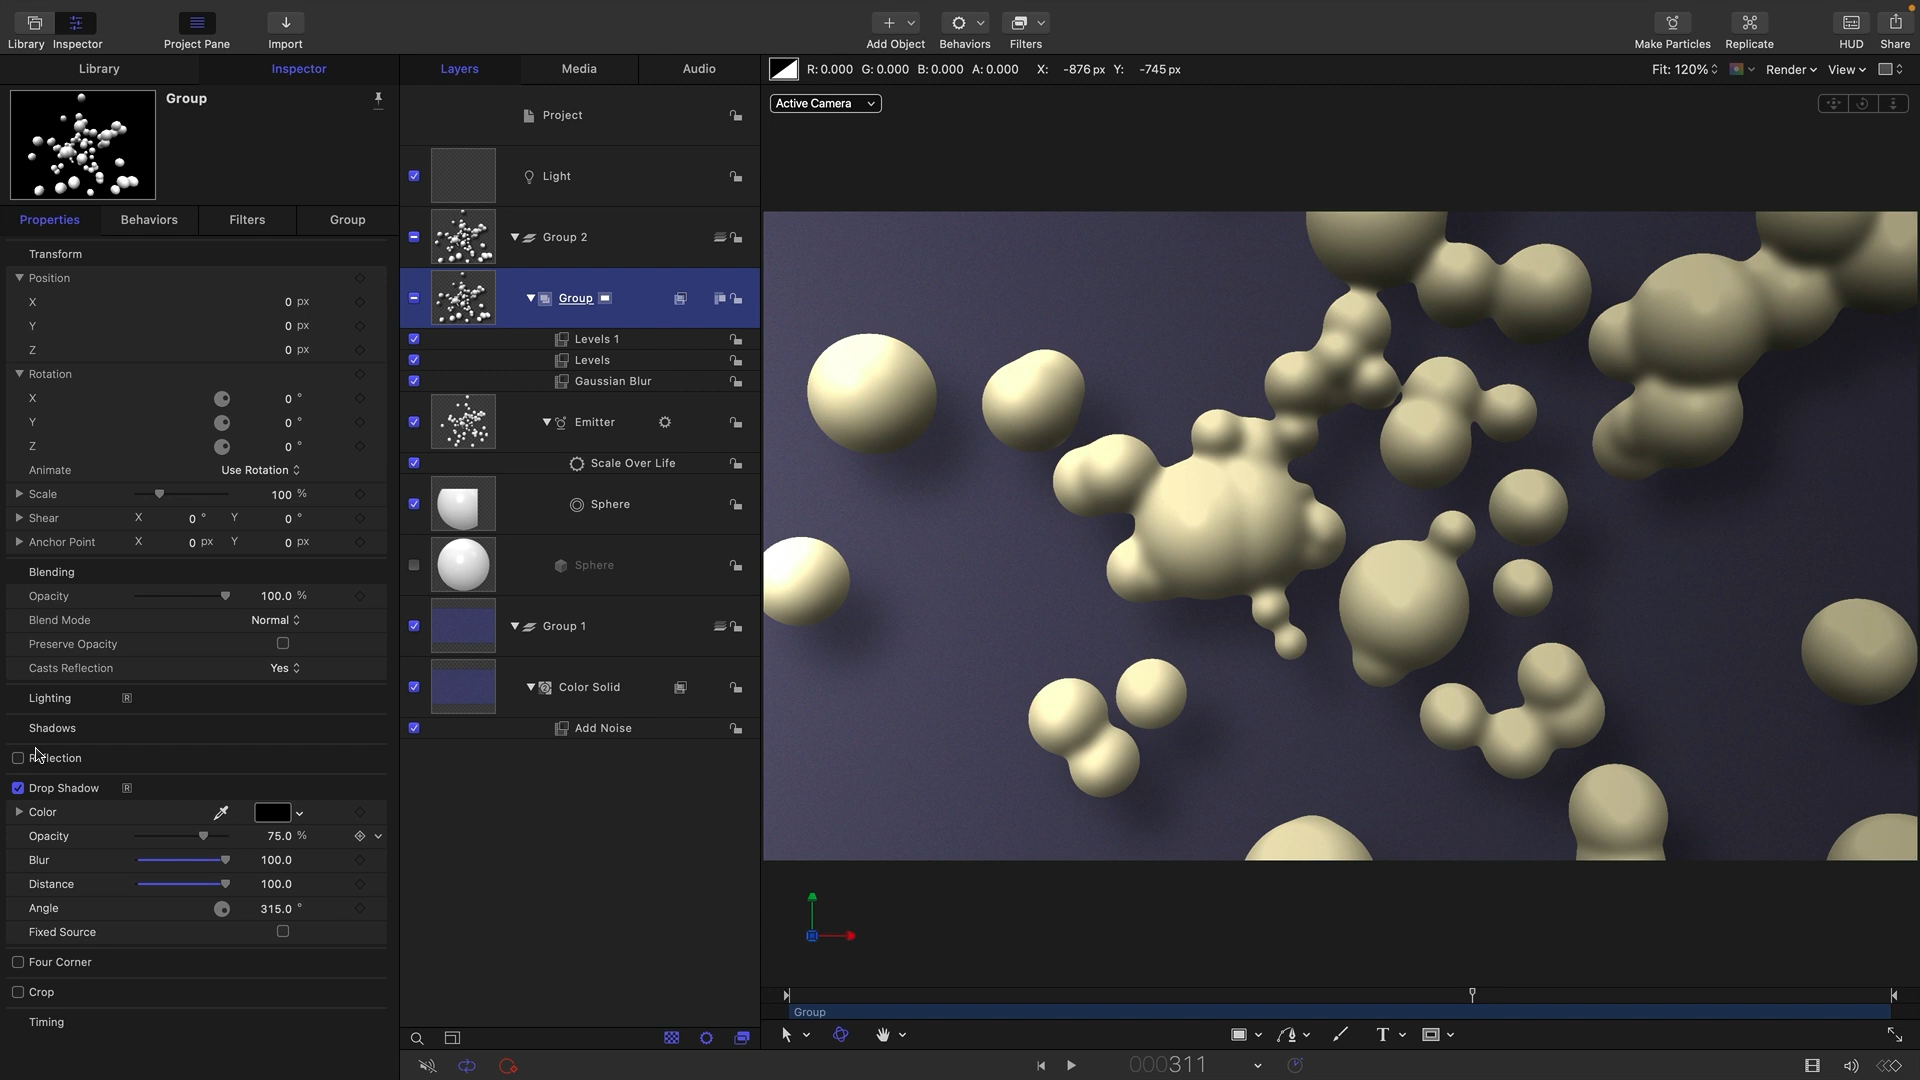 Library
Inspector
Project Pane
Import
Add Object
Behaviors
Filters
Make Particles
Replicate
HUD
Share
Library
Inspector
Layers
Media
Audio
R: 0.000 G: 0.000 B: 0.000 A: 0.000 X: -876 px Y: -745 px
Fit: 120%
Render
View
Group
Active Camera
Properties
Behaviors
Filters
Group
Transform
Position
X 0 px
Y 0 px
Z 0 px
Rotation
X 0 °
Y 0 °
Z 0 °
Animate Use Rotation
Scale 100 %
Shear X 0 ° Y 0 °
Anchor Point X 0 px Y 0 px
Blending
Opacity 100.0 %
Blend Mode Normal
Preserve Opacity
Casts Reflection Yes
Lighting R
Shadows
Reflection
Drop Shadow R
Color
Opacity 75.0 %
Blur 100.0
Distance 100.0
Angle 315.0 °
Fixed Source
Four Corner
Crop
Timing
Project
Light
Group 2
Group
Levels 1
Levels
Gaussian Blur
Emitter
Scale Over Life
Sphere
Sphere
Group 1
Color Solid
Add Noise
Group
T
000311